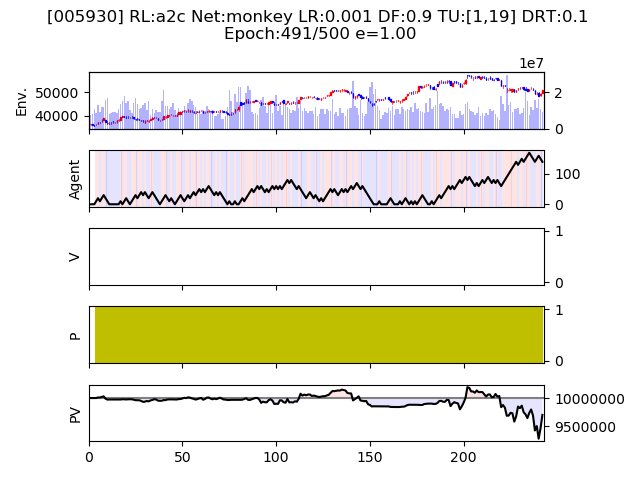 [005930] RL:a2c Net:monkey LR:0.001 DF:0.9 TU:[1,19] DRT:0.1
Epoch:491/500 e=1.00
1e7
Env.
50000
40000
2
0
Agent
100
0
V
1
0
P
1
0
PV
10000000
9500000
0 50 100 150 200